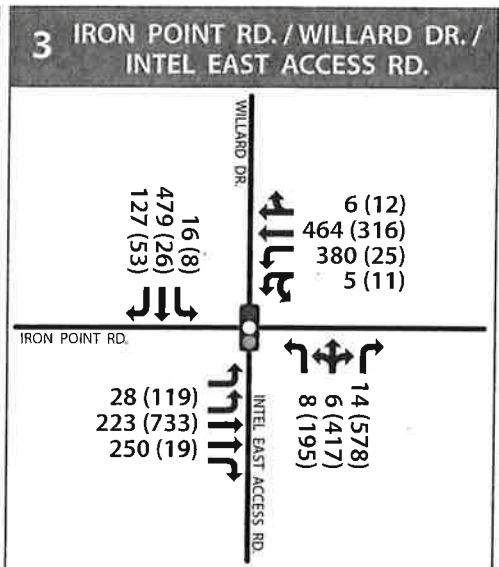 3 IRON POINT RD. / WILLARD DR. /
INTEL EAST ACCESS RD.
WILLARD DR.
16 (8)
479 (26)
127 (53)
6 (12)
464 (316)
380 (25)
5 (11)
IRON POINT RD.
28 (119)
223 (733)
250 (19)
INTEL EAST ACCESS RD.
14 (578)
6 (417)
8 (195)